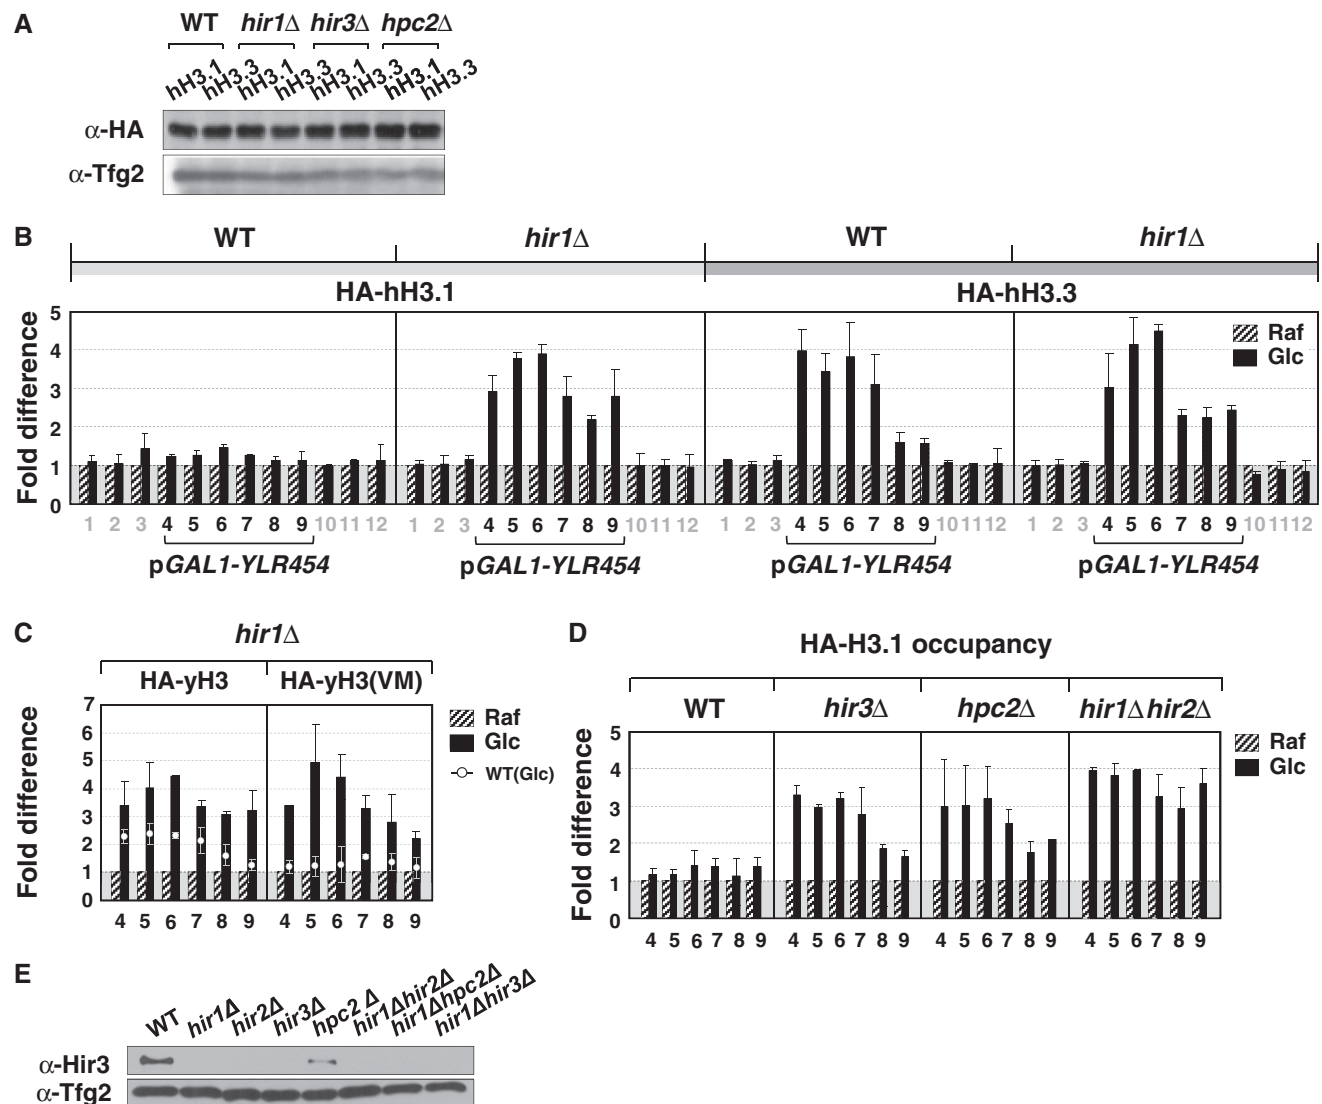 A
WT hir1Δ hir3Δ hpc2Δ
hH3.1 hH3.3 hH3.1 hH3.3 hH3.1 hH3.3 hH3.1 hH3.3
α-HA
α-Tfg2
B
WT hir1Δ WT hir1Δ
HA-hH3.1 HA-hH3.3
Fold difference
5
4
3
2
1
0
Raf
Glc
1 2 3 4 5 6 7 8 9 10 11 12 1 2 3 4 5 6 7 8 9 10 11 12 1 2 3 4 5 6 7 8 9 10 11 12 1 2 3 4 5 6 7 8 9 10 11 12
pGAL1-YLR454 pGAL1-YLR454 pGAL1-YLR454 pGAL1-YLR454
C
hir1Δ
HA-yH3 HA-yH3(VM)
Fold difference
7
6
5
4
3
2
1
0
Raf
Glc
WT(Glc)
4 5 6 7 8 9 4 5 6 7 8 9
D
HA-H3.1 occupancy
WT hir3Δ hpc2Δ hir1Δhir2Δ
Fold difference
5
4
3
2
1
0
Raf
Glc
4 5 6 7 8 9 4 5 6 7 8 9 4 5 6 7 8 9 4 5 6 7 8 9
E
WT hir1Δ hir2Δ hir3Δ hpc2Δ hir1Δhir2Δ hir1Δhpc2Δ hir1Δhir3Δ
α-Hir3
α-Tfg2